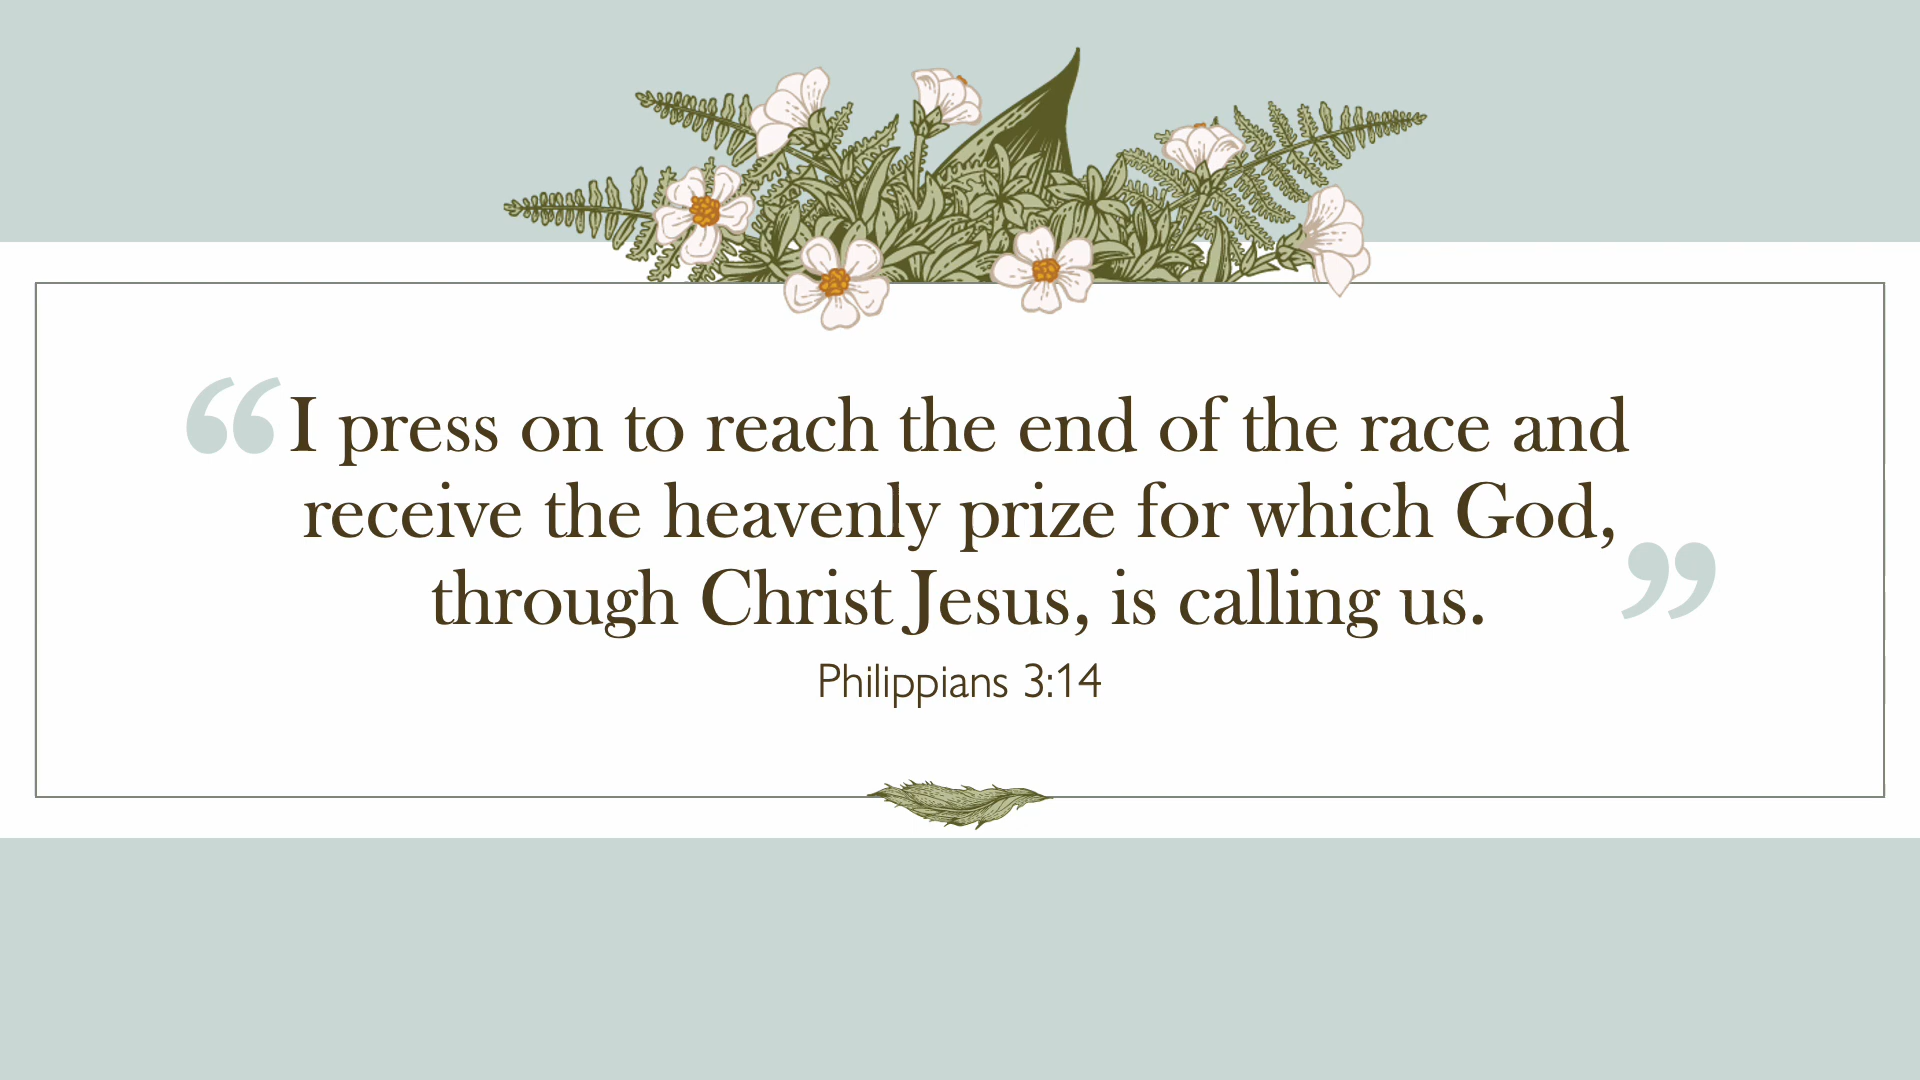 “I press on to reach the end of the race and
receive the heavenly prize for which God,
through Christ Jesus, is calling us.”
Philippians 3:14